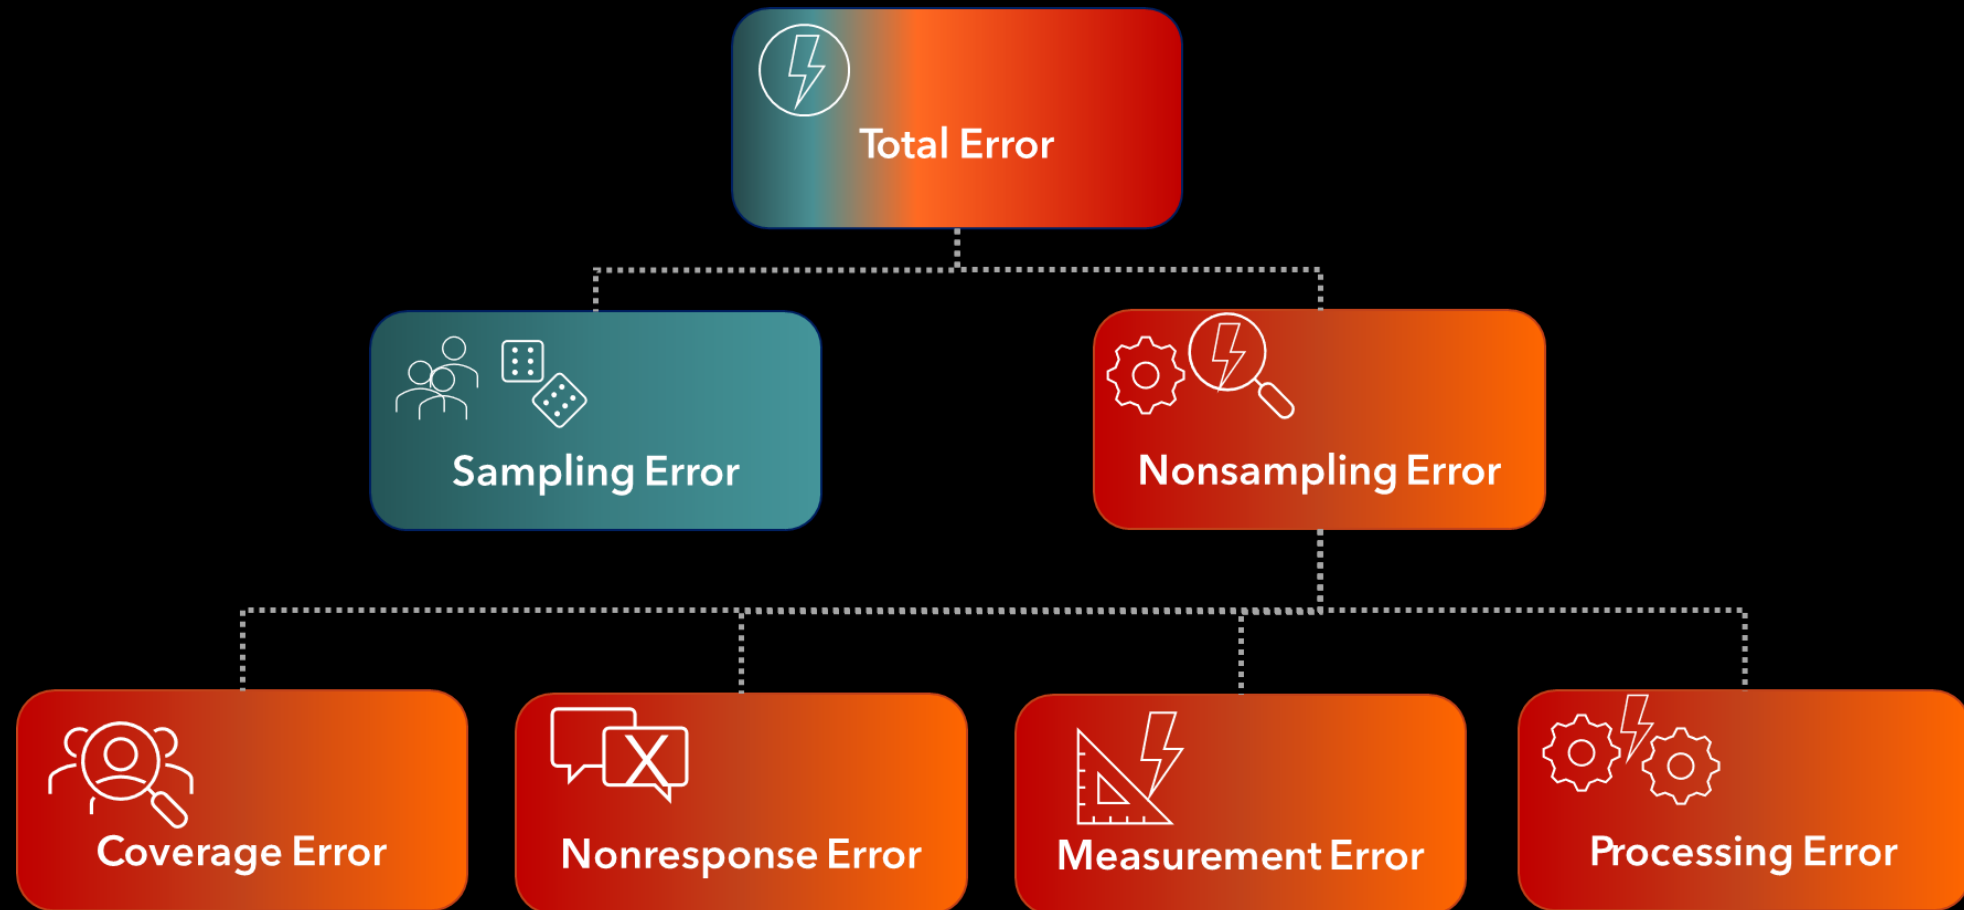 Total Error
Sampling Error
Nonsampling Error
Coverage Error
Nonresponse Error
Measurement Error
Processing Error